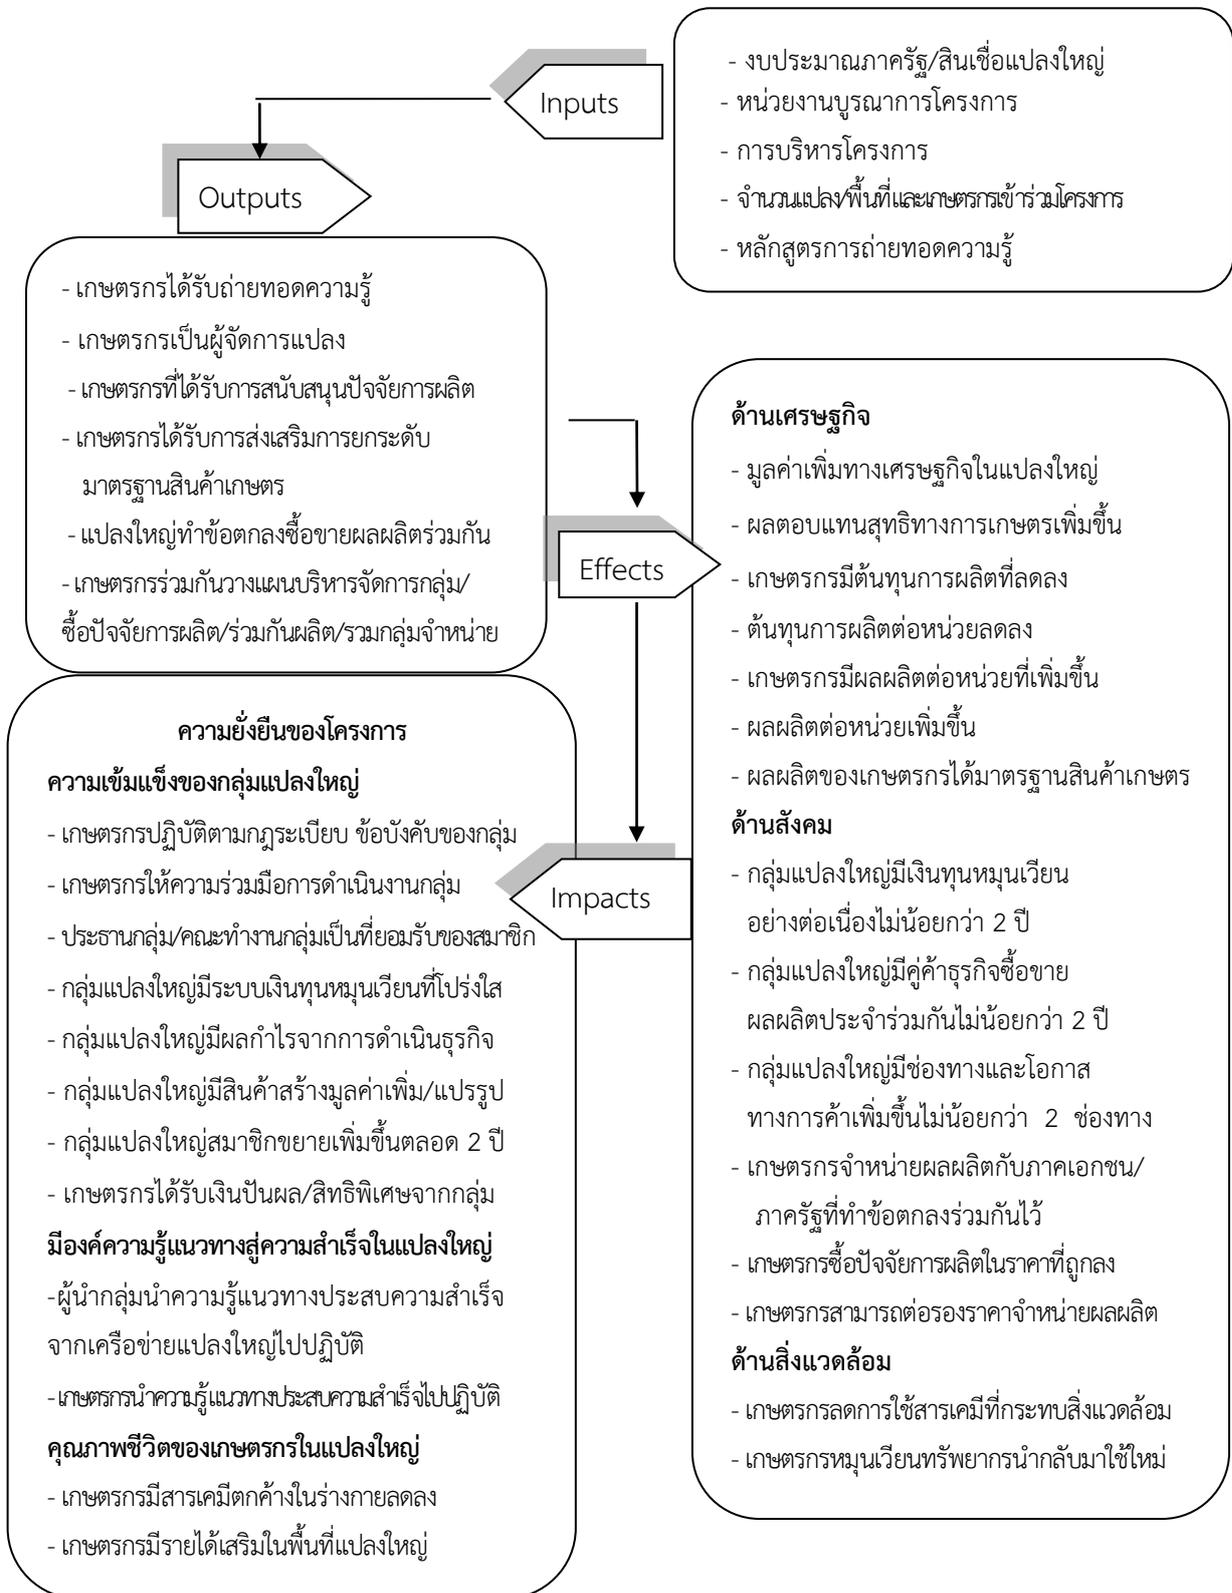 Inputs
- งบประมาณภาครัฐ/สินเชื่อแปลงใหญ่
- หน่วยงานบูรณาการโครงการ
- การบริหารโครงการ
- จำนวนแปลง/พื้นที่และเกษตรกรเข้าร่วมโครงการ
- หลักสูตรการถ่ายทอดความรู้
Outputs
- เกษตรกรได้รับถ่ายทอดความรู้
- เกษตรกรเป็นผู้จัดการแปลง
- เกษตรกรที่ได้รับการสนับสนุนปัจจัยการผลิต
- เกษตรกรได้รับการส่งเสริมการยกระดับ
มาตรฐานสินค้าเกษตร
- แปลงใหญ่ทำข้อตกลงซื้อขายผลผลิตร่วมกัน
- เกษตรกรร่วมกันวางแผนบริหารจัดการกลุ่ม/
ซื้อปัจจัยการผลิต/ร่วมกันผลิต/รวมกลุ่มจำหน่าย
Effects
ด้านเศรษฐกิจ
- มูลค่าเพิ่มทางเศรษฐกิจในแปลงใหญ่
- ผลตอบแทนสุทธิทางการเกษตรเพิ่มขึ้น
- เกษตรกรมีต้นทุนการผลิตที่ลดลง
- ต้นทุนการผลิตต่อหน่วยลดลง
- เกษตรกรมีผลผลิตต่อหน่วยที่เพิ่มขึ้น
- ผลผลิตต่อหน่วยเพิ่มขึ้น
- ผลผลิตของเกษตรกรได้มาตรฐานสินค้าเกษตร
ด้านสังคม
- กลุ่มแปลงใหญ่มีเงินทุนหมุนเวียน
อย่างต่อเนื่องไม่น้อยกว่า 2 ปี
- กลุ่มแปลงใหญ่มีคู่ค้าธุรกิจซื้อขาย
ผลผลิตประจำร่วมกันไม่น้อยกว่า 2 ปี
- กลุ่มแปลงใหญ่มีช่องทางและโอกาส
ทางการค้าเพิ่มขึ้นไม่น้อยกว่า 2 ช่องทาง
- เกษตรกรจำหน่ายผลผลิตกับภาคเอกชน/
ภาครัฐที่ทำข้อตกลงร่วมกันไว้
- เกษตรกรซื้อปัจจัยการผลิตในราคาที่ถูกลง
- เกษตรกรสามารถต่อรองราคาจำหน่ายผลผลิต
ด้านสิ่งแวดล้อม
- เกษตรกรลดการใช้สารเคมีที่กระทบสิ่งแวดล้อม
- เกษตรกรหมุนเวียนทรัพยากรนำกลับมาใช้ใหม่
Impacts
ความยั่งยืนของโครงการ
ความเข้มแข็งของกลุ่มแปลงใหญ่
- เกษตรกรปฏิบัติตามกฎระเบียบ ข้อบังคับของกลุ่ม
- เกษตรกรให้ความร่วมมือการดำเนินงานกลุ่ม
- ประธานกลุ่ม/คณะทำงานกลุ่มเป็นที่ยอมรับของสมาชิก
- กลุ่มแปลงใหญ่มีระบบเงินทุนหมุนเวียนที่โปร่งใส
- กลุ่มแปลงใหญ่มีผลกำไรจากการดำเนินธุรกิจ
- กลุ่มแปลงใหญ่มีสินค้าสร้างมูลค่าเพิ่ม/แปรรูป
- กลุ่มแปลงใหญ่สมาชิกขยายเพิ่มขึ้นตลอด 2 ปี
- เกษตรกรได้รับเงินปันผล/สิทธิพิเศษจากกลุ่ม
มีองค์ความรู้แนวทางสู่ความสำเร็จในแปลงใหญ่
-ผู้นำกลุ่มนำความรู้แนวทางประสบความสำเร็จ
จากเครือข่ายแปลงใหญ่ไปปฏิบัติ
-เกษตรกรนำความรู้แนวทางประสบความสำเร็จไปปฏิบัติ
คุณภาพชีวิตของเกษตรกรในแปลงใหญ่
- เกษตรกรมีสารเคมีตกค้างในร่างกายลดลง
- เกษตรกรมีรายได้เสริมในพื้นที่แปลงใหญ่